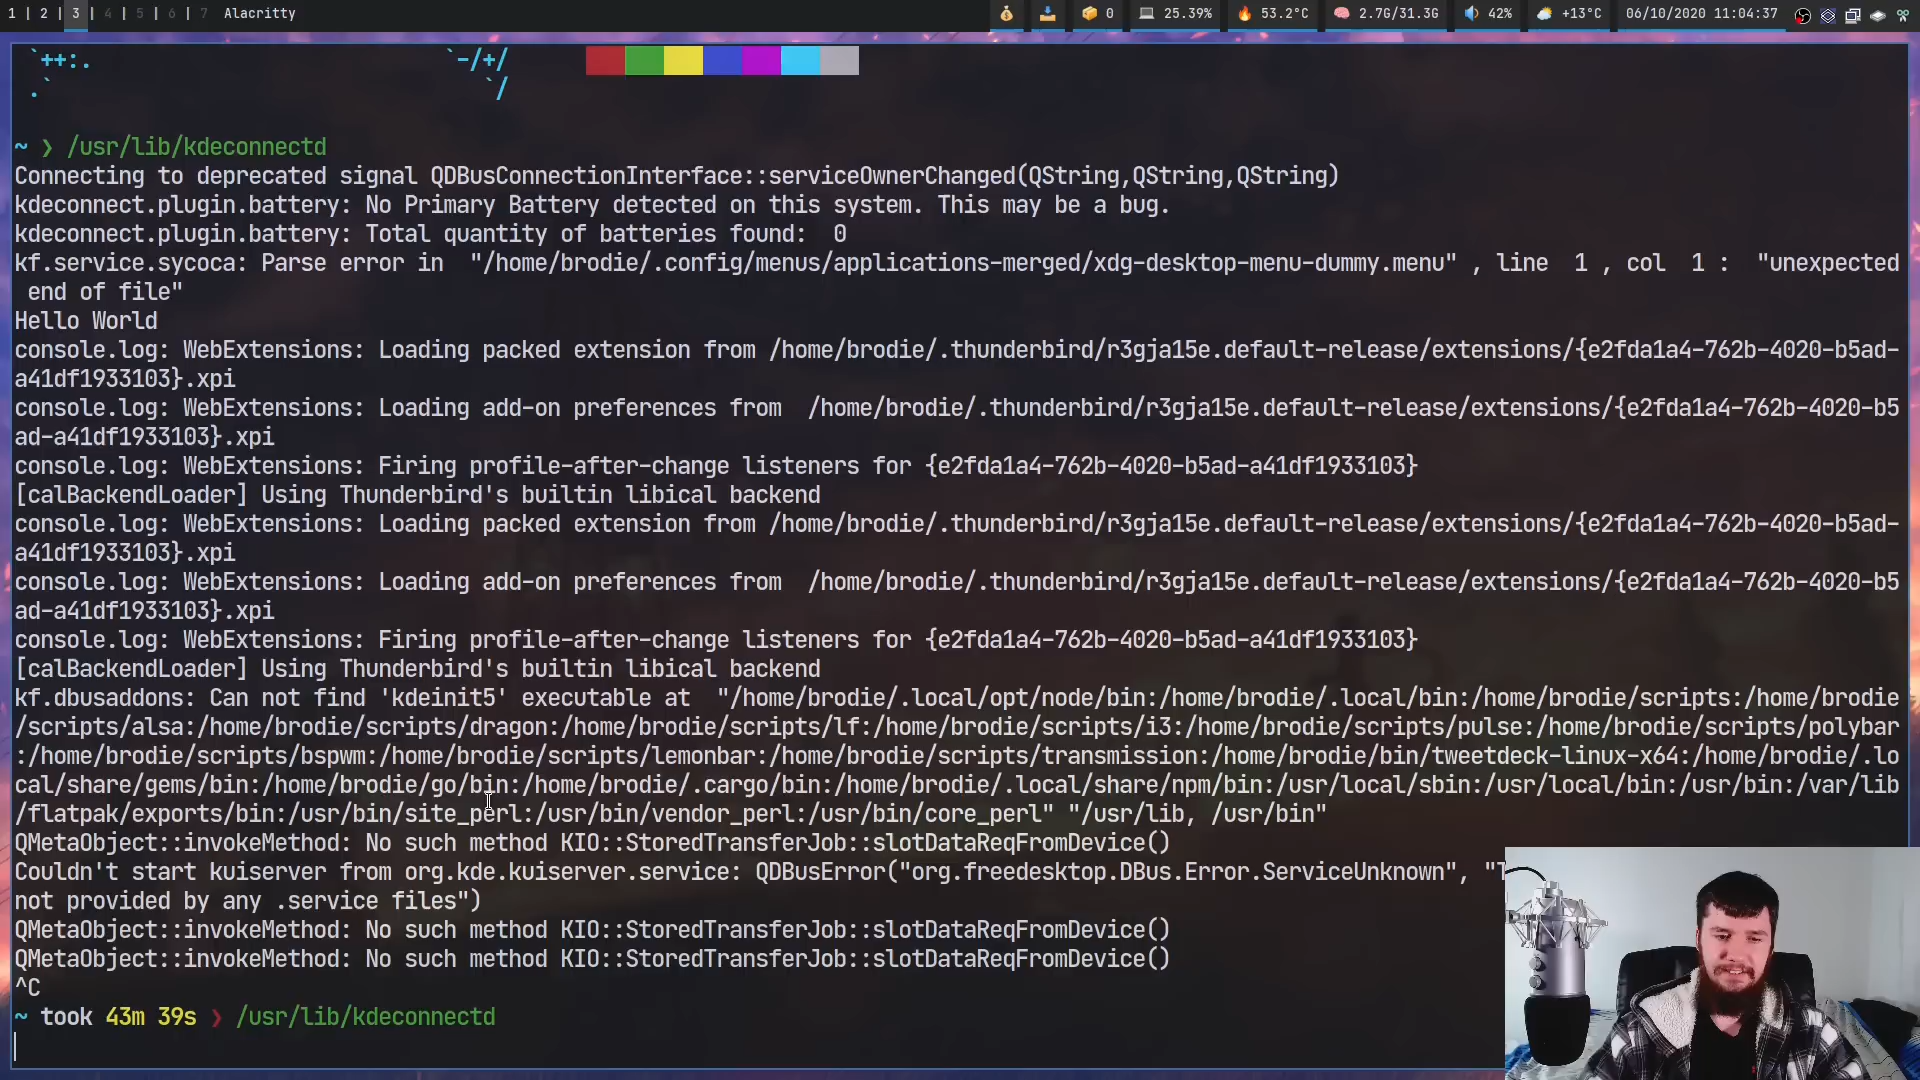 1 | 2 | 3 | 4 | 5 | 6 | 7 Alacritty 0 25.39% 53.2°C 2.7G/31.3G 42% +13°C 06/10/2020 11:04:37
`++:. `-/+/
.` `/
~ ❯ /usr/lib/kdeconnectd
Connecting to deprecated signal QDBusConnectionInterface::serviceOwnerChanged(QString,QString,QString)
kdeconnect.plugin.battery: No Primary Battery detected on this system. This may be a bug.
kdeconnect.plugin.battery: Total quantity of batteries found:  0
kf.service.sycoca: Parse error in  "/home/brodie/.config/menus/applications-merged/xdg-desktop-menu-dummy.menu" , line  1 , col  1 :  "unexpected
end of file"
Hello World
console.log: WebExtensions: Loading packed extension from /home/brodie/.thunderbird/r3gja15e.default-release/extensions/{e2fda1a4-762b-4020-b5ad-
a41df1933103}.xpi
console.log: WebExtensions: Loading add-on preferences from  /home/brodie/.thunderbird/r3gja15e.default-release/extensions/{e2fda1a4-762b-4020-b5
ad-a41df1933103}.xpi
console.log: WebExtensions: Firing profile-after-change listeners for {e2fda1a4-762b-4020-b5ad-a41df1933103}
[calBackendLoader] Using Thunderbird's builtin libical backend
console.log: WebExtensions: Loading packed extension from /home/brodie/.thunderbird/r3gja15e.default-release/extensions/{e2fda1a4-762b-4020-b5ad-
a41df1933103}.xpi
console.log: WebExtensions: Loading add-on preferences from  /home/brodie/.thunderbird/r3gja15e.default-release/extensions/{e2fda1a4-762b-4020-b5
ad-a41df1933103}.xpi
console.log: WebExtensions: Firing profile-after-change listeners for {e2fda1a4-762b-4020-b5ad-a41df1933103}
[calBackendLoader] Using Thunderbird's builtin libical backend
kf.dbusaddons: Can not find 'kdeinit5' executable at  "/home/brodie/.local/opt/node/bin:/home/brodie/.local/bin:/home/brodie/scripts:/home/brodie
/scripts/alsa:/home/brodie/scripts/dragon:/home/brodie/scripts/lf:/home/brodie/scripts/i3:/home/brodie/scripts/pulse:/home/brodie/scripts/polybar
:/home/brodie/scripts/bspwm:/home/brodie/scripts/lemonbar:/home/brodie/scripts/transmission:/home/brodie/bin/tweetdeck-linux-x64:/home/brodie/.lo
cal/share/gems/bin:/home/brodie/go/bin:/home/brodie/.cargo/bin:/home/brodie/.local/share/npm/bin:/usr/local/sbin:/usr/local/bin:/usr/bin:/var/lib
/flatpak/exports/bin:/usr/bin/site_perl:/usr/bin/vendor_perl:/usr/bin/core_perl" "/usr/lib, /usr/bin"
QMetaObject::invokeMethod: No such method KIO::StoredTransferJob::slotDataReqFromDevice()
Couldn't start kuiserver from org.kde.kuiserver.service: QDBusError("org.freedesktop.DBus.Error.ServiceUnknown", "
not provided by any .service files")
QMetaObject::invokeMethod: No such method KIO::StoredTransferJob::slotDataReqFromDevice()
QMetaObject::invokeMethod: No such method KIO::StoredTransferJob::slotDataReqFromDevice()
^C
~ took 43m 39s ❯ /usr/lib/kdeconnectd